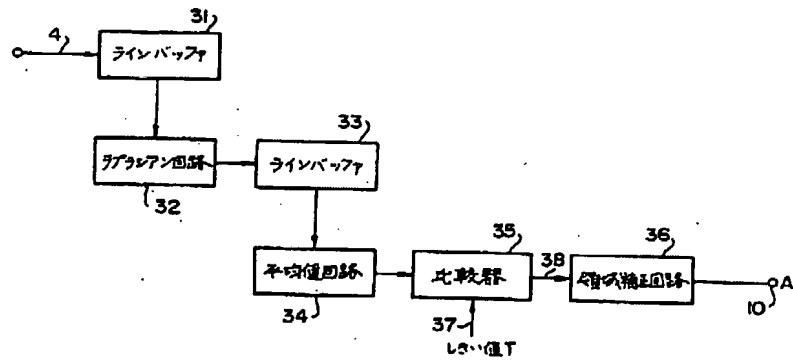 31
4
ラインバッファ
33
ラプラシアン回路
ラインバッファ
32
35
36
平均値回路
比較器
38
領域補正回路
A
34
37
10
しきい値T